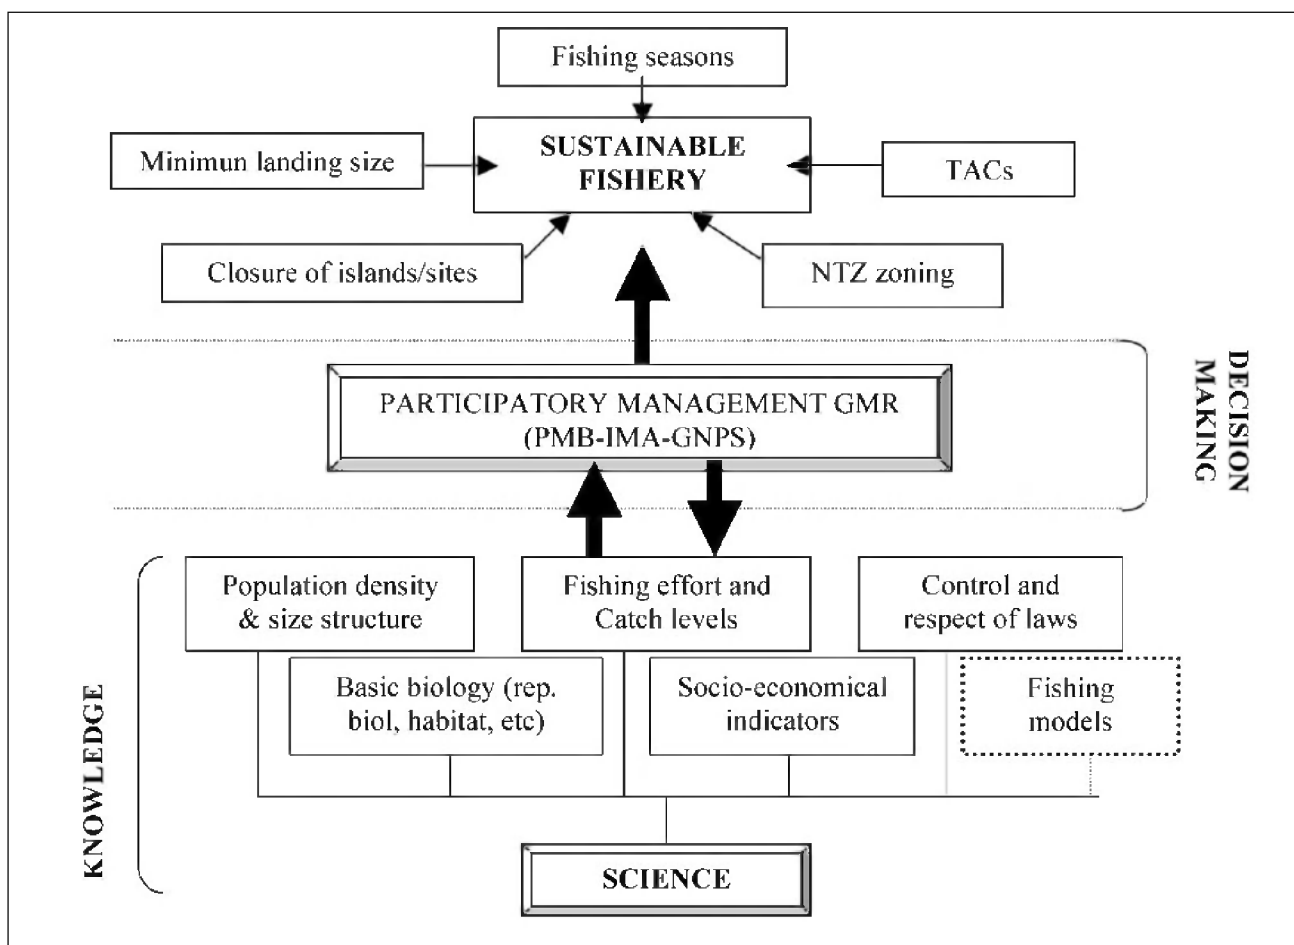 Fishing seasons
SUSTAINABLE
FISHERY
Minimun landing size
TACs
Closure of islands/sites
NTZ zoning
DECISION
MAKING
PARTICIPATORY MANAGEMENT GMR
(PMB-IMA-GNPS)
Population density
& size structure
Fishing effort and
Catch levels
Control and
respect of laws
Basic biology (rep.
biol, habitat, etc)
Socio-economical
indicators
Fishing
models
KNOWLEDGE
SCIENCE